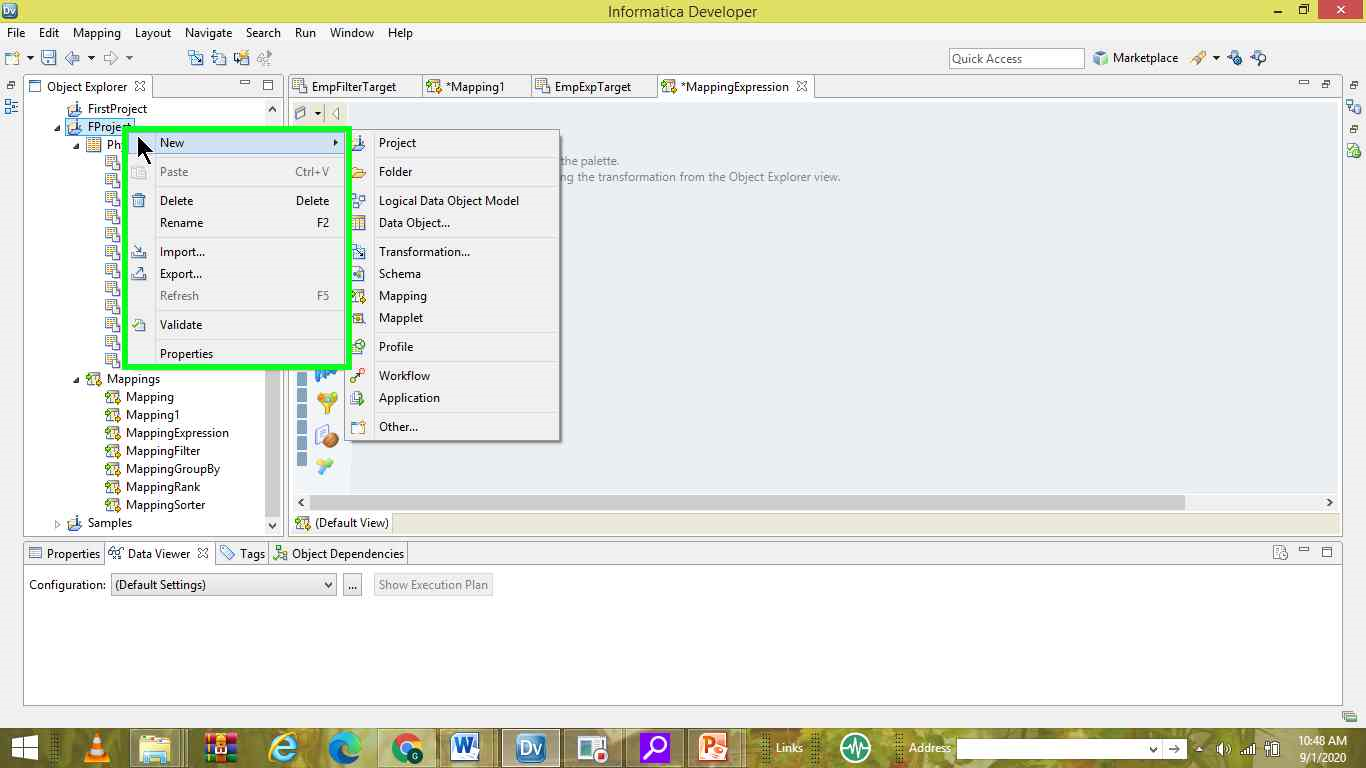 Informatica Developer
File Edit Mapping Layout Navigate Search Run Window Help
Quick Access Marketplace
Object Explorer
EmpFilterTarget *Mapping1 EmpExpTarget *MappingExpression
FirstProject
FProject
New
Paste Ctrl+V
Delete Delete
Rename F2
Import...
Export...
Refresh F5
Validate
Properties
Project
Folder
Logical Data Object Model
Data Object...
Transformation...
Schema
Mapping
Mapplet
Profile
Workflow
Application
Other...
the palette.
ng the transformation from the Object Explorer view.
Mappings
Mapping
Mapping1
MappingExpression
MappingFilter
MappingGroupBy
MappingRank
MappingSorter
Samples
(Default View)
Properties Data Viewer Tags Object Dependencies
Configuration: (Default Settings) ... Show Execution Plan
Links Address
10:48 AM
9/1/2020